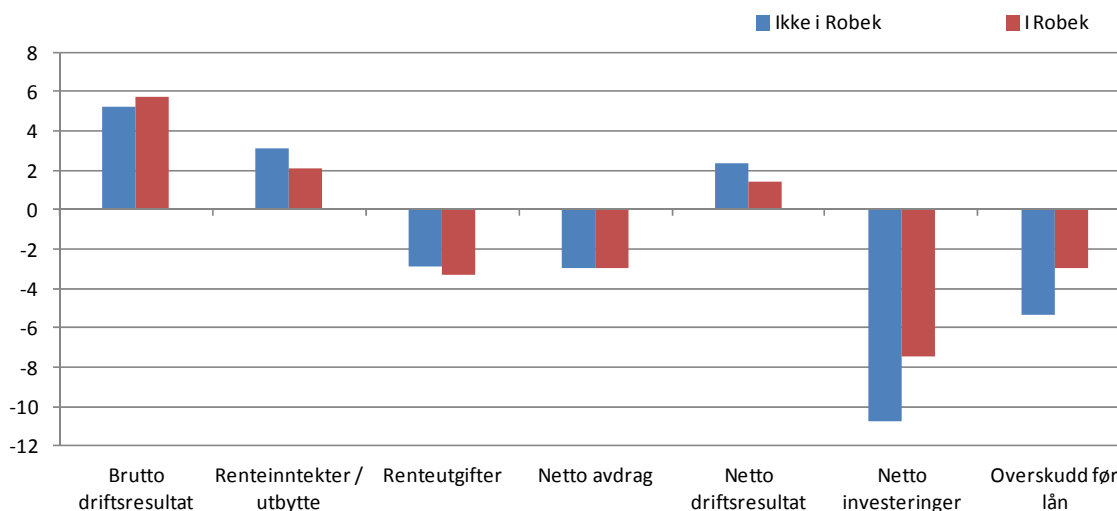 Ikke i Robek
I Robek
8
6
4
2
0
-2
-4
-6
-8
-10
-12
Brutto
driftsresultat
Renteinntekter /
utbytte
Renteutgifter
Netto avdrag
Netto
driftsresultat
Netto
investeringer
Overskudd før
lån